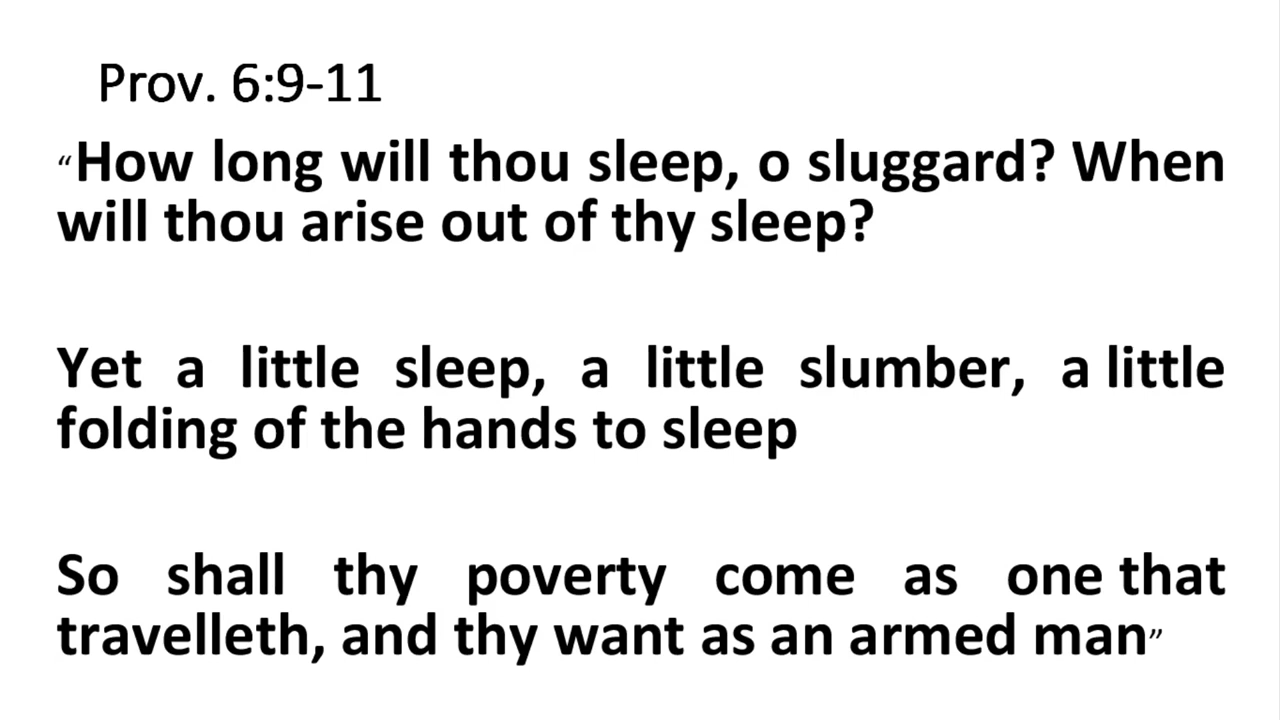 Prov. 6:9-11
“How long will thou sleep, o sluggard? When
will thou arise out of thy sleep?
Yet a little sleep, a little slumber, a little
folding of the hands to sleep
So shall thy poverty come as one that
travelleth, and thy want as an armed man”